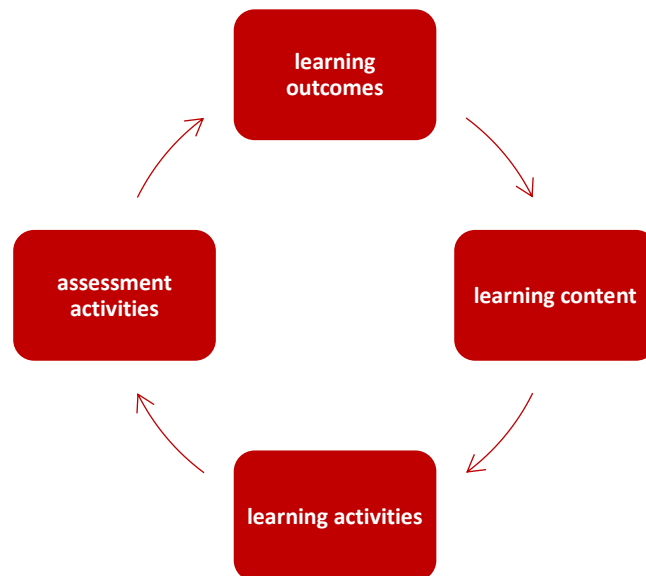 learning
outcomes
learning content
learning activities
assessment
activities